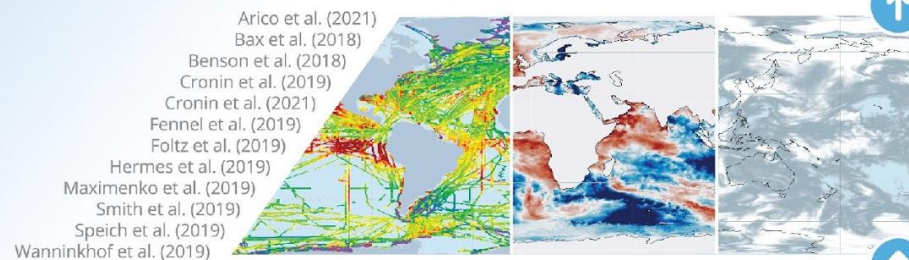 Arico et al. (2021)
Bax et al. (2018)
Benson et al. (2018)
Cronin et al. (2019)
Cronin et al. (2021)
Fennel et al. (2019)
Foltz et al. (2019)
Hermes et al. (2019)
Maximenko et al. (2019)
Smith et al. (2019)
Speich et al. (2019)
Wanninkhof et al. (2019)